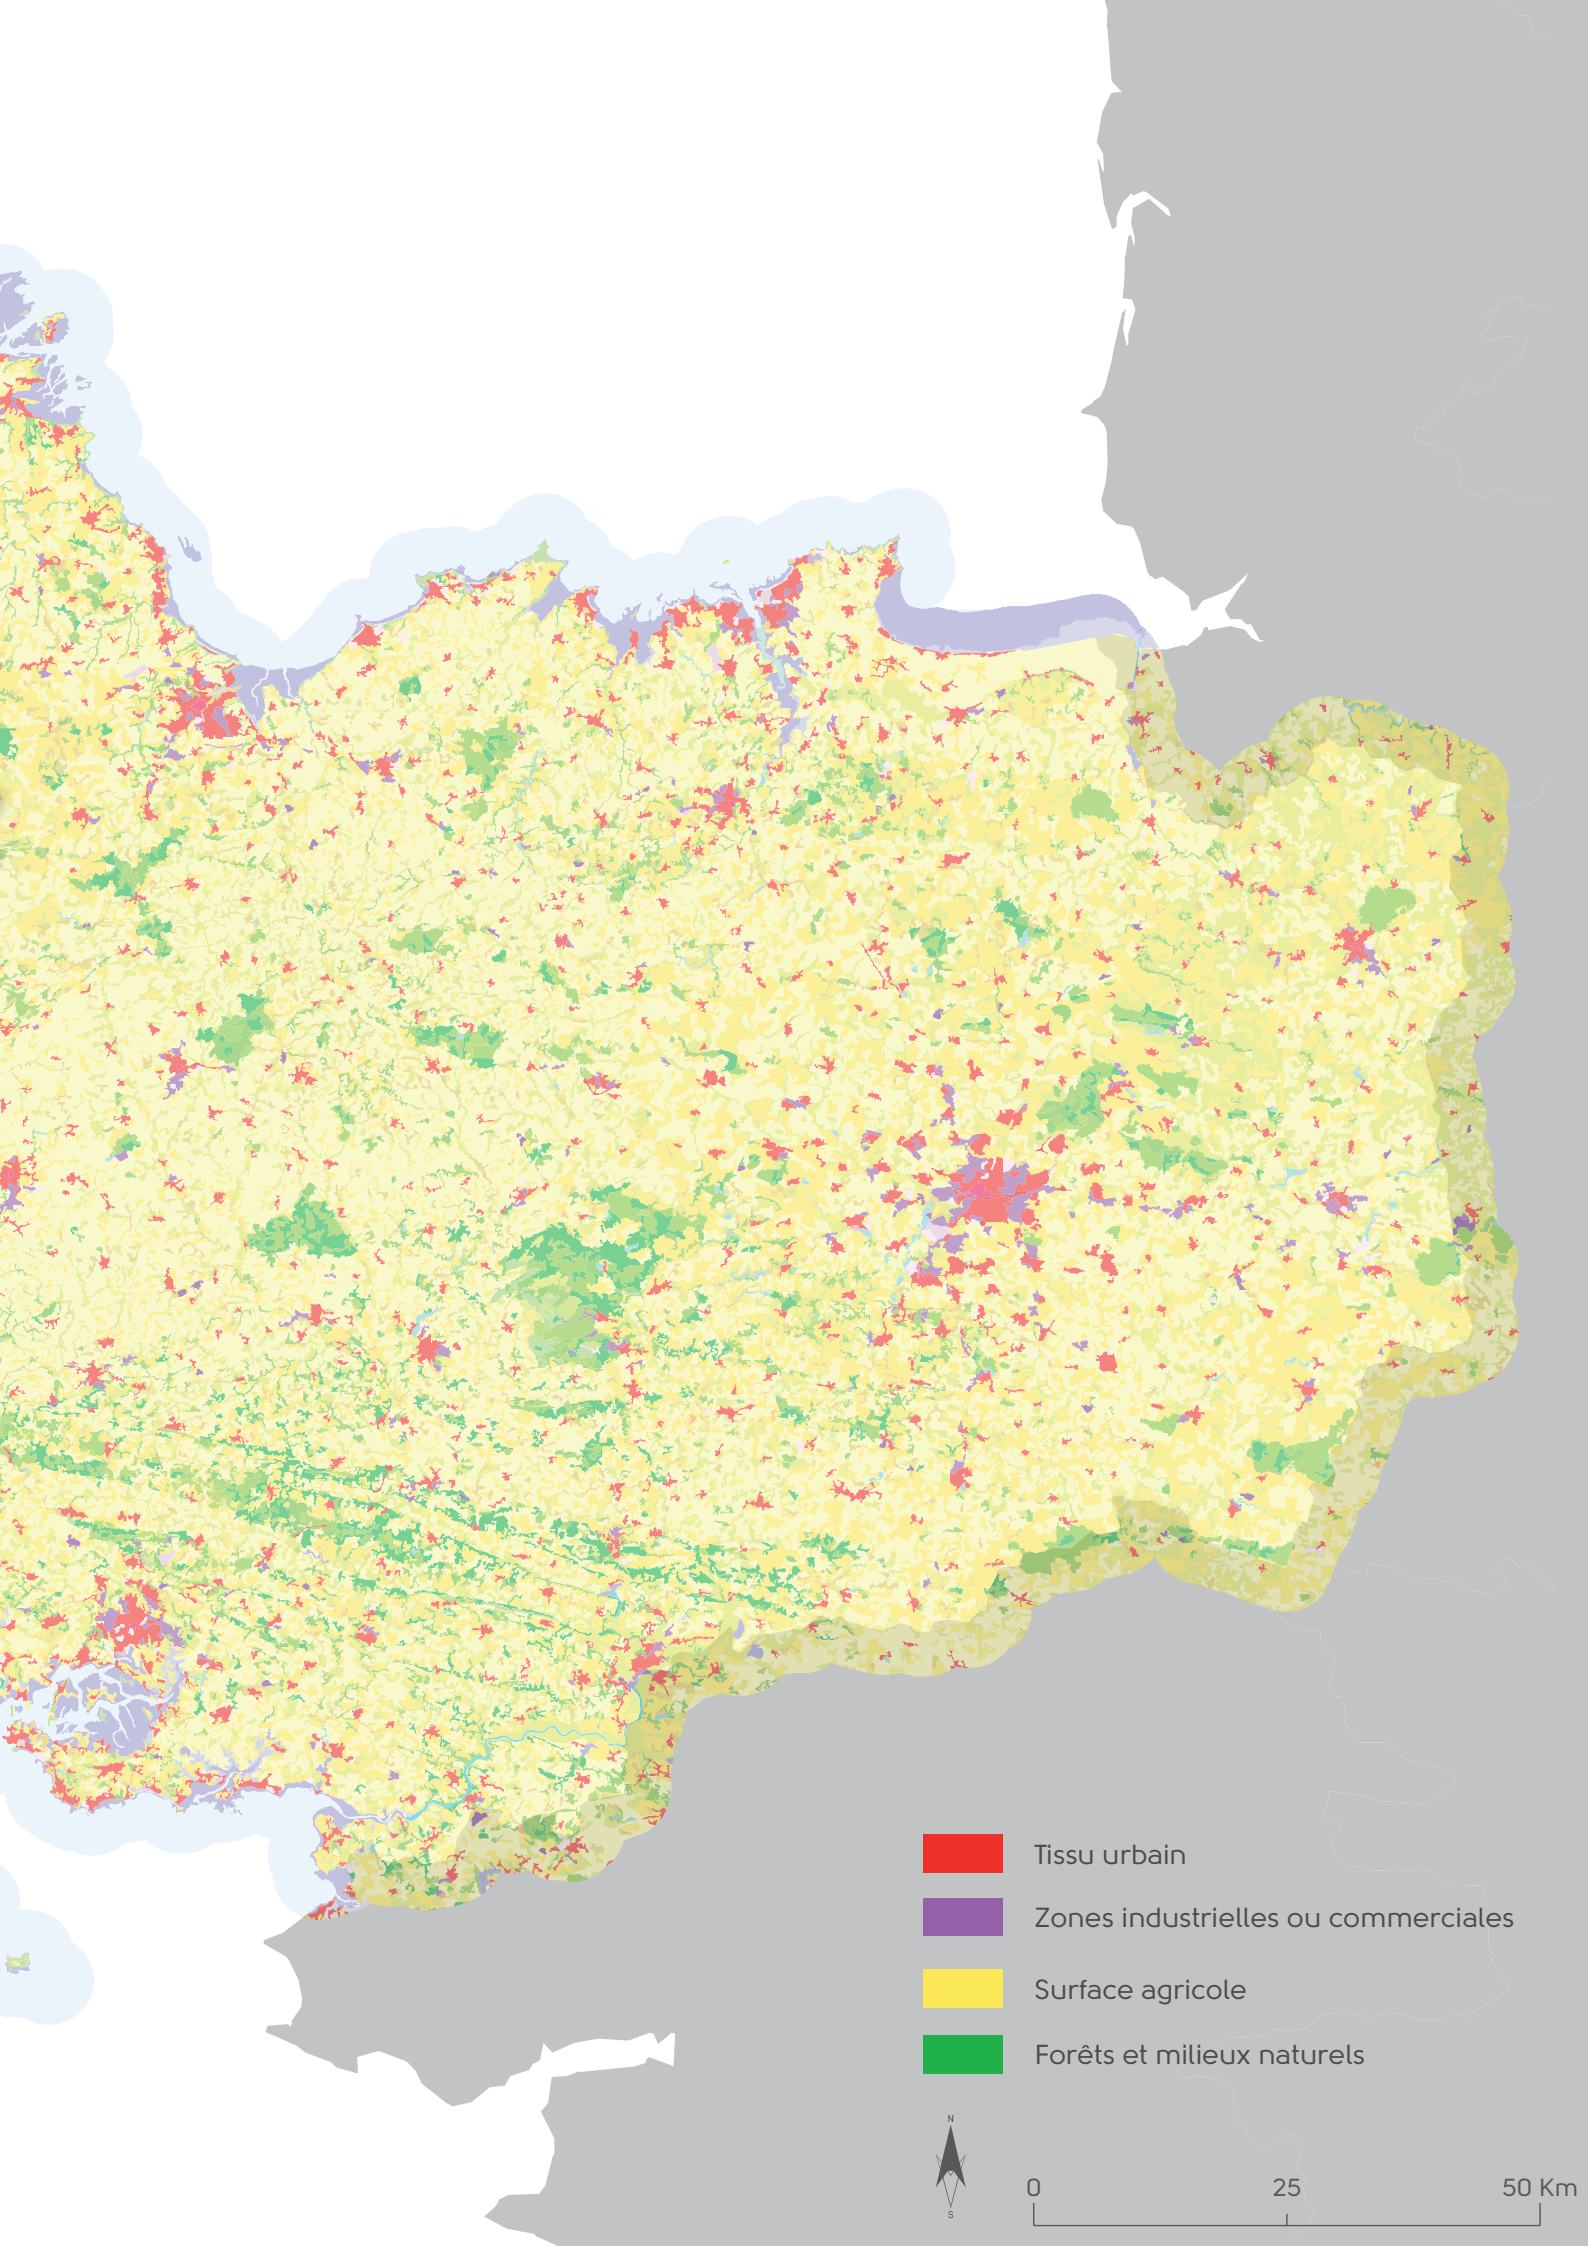 Tissu urbain
Zones industrielles ou commerciales
Surface agricole
Forêts et milieux naturels
N
S
0 25 50 Km